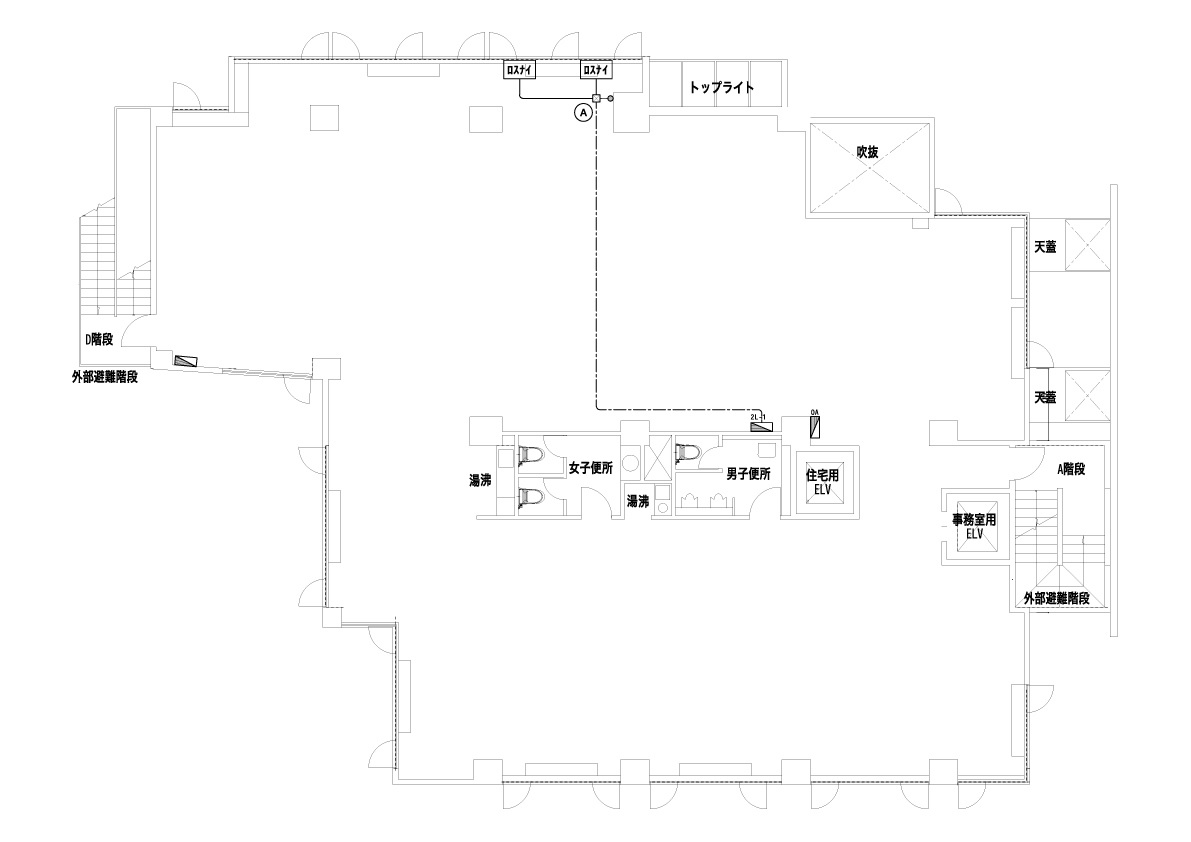 ロスナイ
ロスナイ
トップライト
A
吹抜
天蓋
D階段
外部避難階段
天蓋
2L-1
OA
女子便所
湯沸
男子便所
住宅用
ELV
A階段
湯沸
事務室用
ELV
外部避難階段